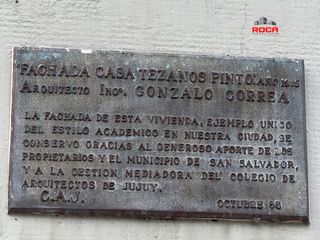 ROCA
"FACHADA CASA TEZANOS PINTO" AÑO 1915
ARQUITECTO INGº. GONZALO CORREA
LA FACHADA DE ESTA VIVIENDA, EJEMPLO UNICO
DEL ESTILO ACADEMICO EN NUESTRA CIUDAD, SE
CONSERVO GRACIAS AL GENEROSO APORTE DE LOS
PROPIETARIOS Y EL MUNICIPIO DE SAN SALVADOR,
Y A LA GESTION MEDIADORA DEL COLEGIO DE
ARQUITECTOS DE JUJUY.
C.A.J. OCTUBRE 88